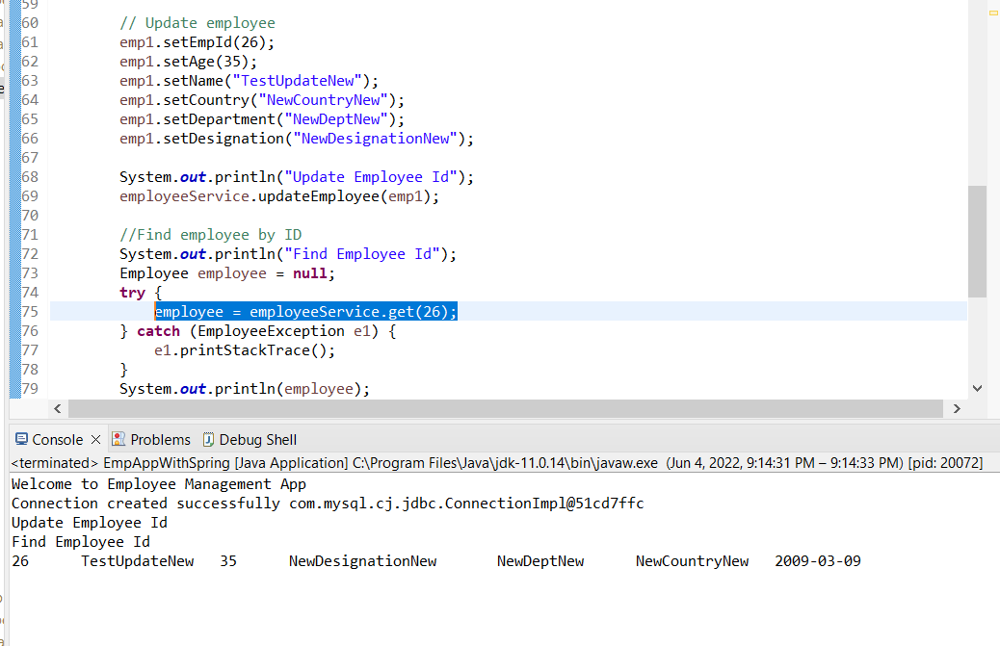 59
60 // Update employee
61 emp1.setEmpId(26);
62 emp1.setAge(35);
63 emp1.setName("TestUpdateNew");
64 emp1.setCountry("NewCountryNew");
65 emp1.setDepartment("NewDeptNew");
66 emp1.setDesignation("NewDesignationNew");
67
68 System.out.println("Update Employee Id");
69 employeeService.updateEmployee(emp1);
70
71 //Find employee by ID
72 System.out.println("Find Employee Id");
73 Employee employee = null;
74 try {
75 employee = employeeService.get(26);
76 } catch (EmployeeException e1) {
77 e1.printStackTrace();
78 }
79 System.out.println(employee);
Console Problems Debug Shell
<terminated> EmpAppWithSpring [Java Application] C:\Program Files\Java\jdk-11.0.14\bin\javaw.exe (Jun 4, 2022, 9:14:31 PM – 9:14:33 PM) [pid: 20072]
Welcome to Employee Management App
Connection created successfully com.mysql.cj.jdbc.ConnectionImpl@51cd7ffc
Update Employee Id
Find Employee Id
26 TestUpdateNew 35 NewDesignationNew NewDeptNew NewCountryNew 2009-03-09